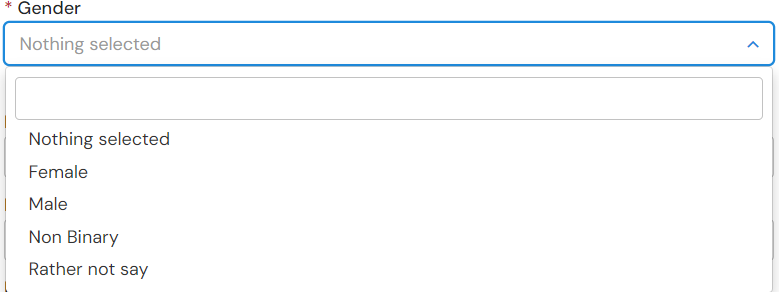 * Gender
Nothing selected
Nothing selected
Female
Male
Non Binary
Rather not say